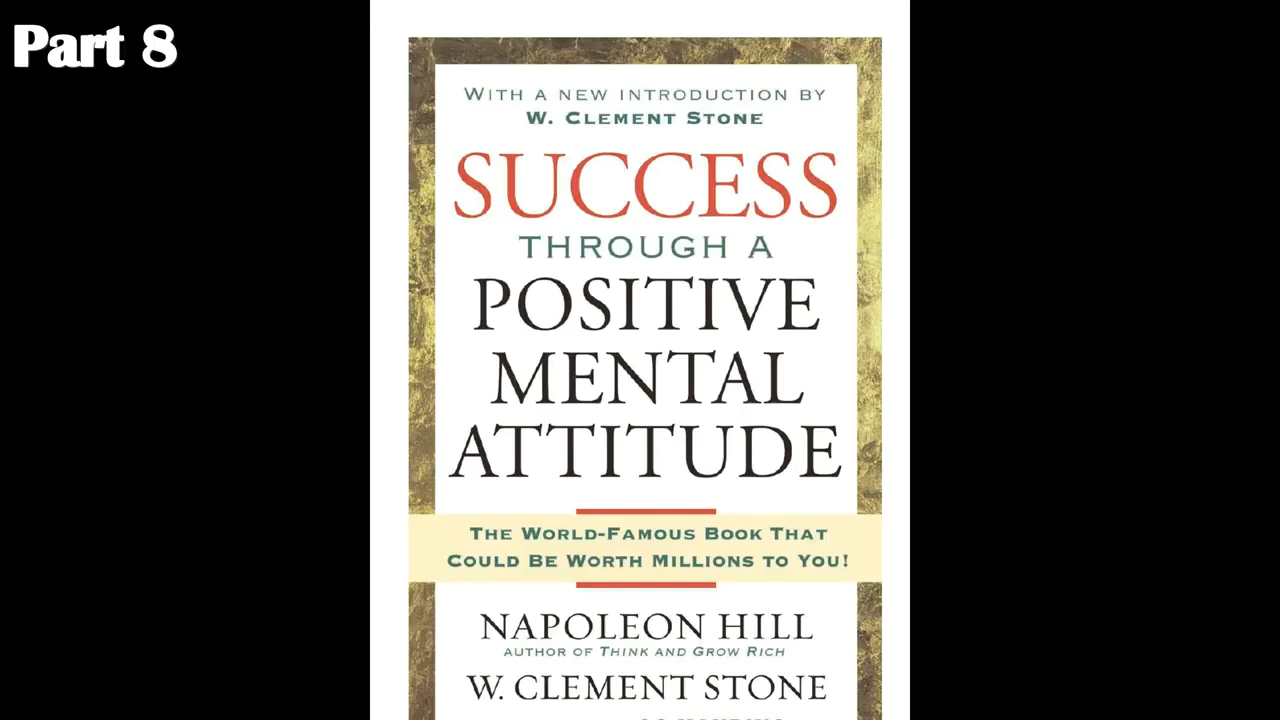 Part 8
WITH A NEW INTRODUCTION BY
W. CLEMENT STONE
SUCCESS
THROUGH A
POSITIVE
MENTAL
ATTITUDE
THE WORLD-FAMOUS BOOK THAT
COULD BE WORTH MILLIONS TO YOU!
NAPOLEON HILL
AUTHOR OF THINK AND GROW RICH
W. CLEMENT STONE